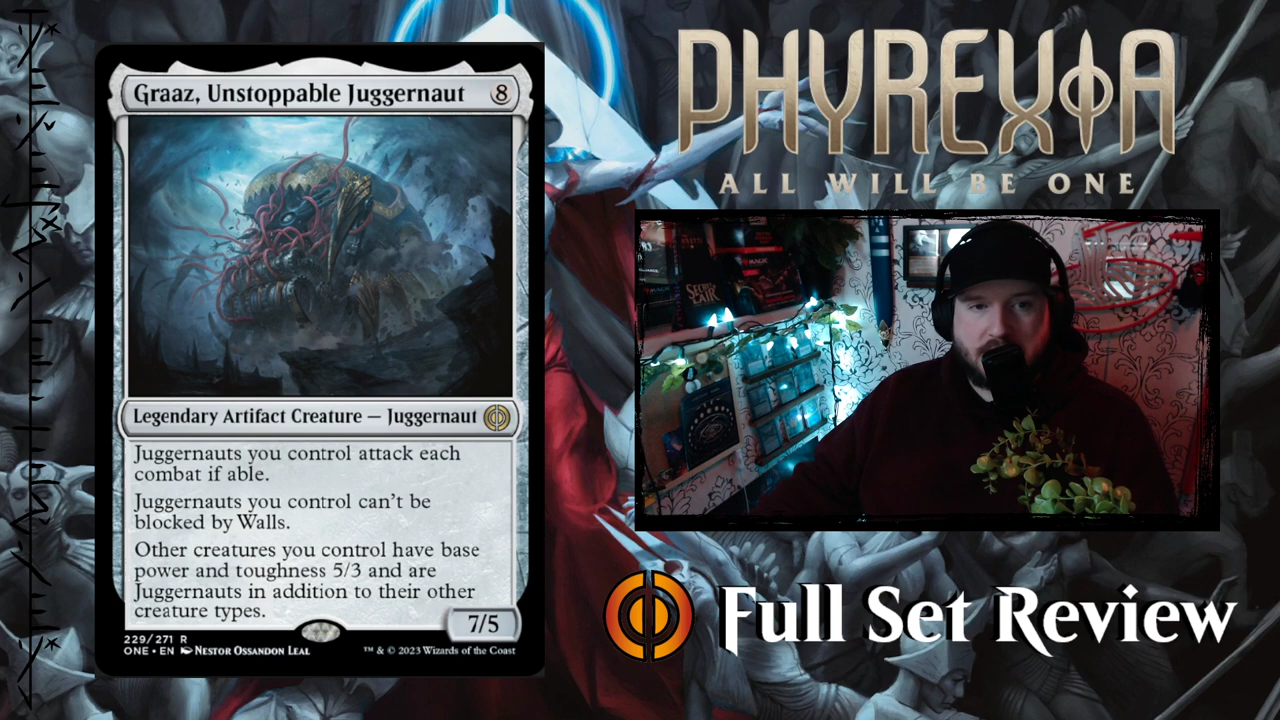 Graaz, Unstoppable Juggernaut 8
Legendary Artifact Creature — Juggernaut
Juggernauts you control attack each
combat if able.
Juggernauts you control can't be
blocked by Walls.
Other creatures you control have base
power and toughness 5/3 and are
Juggernauts in addition to their other
creature types.
7/5
229/271 R
ONE • EN Nestor Ossandon Leal
™ & © 2023 Wizards of the Coast
PHYREXIA
ALL WILL BE ONE
SECRET
LAIR
MAGIC
Full Set Review